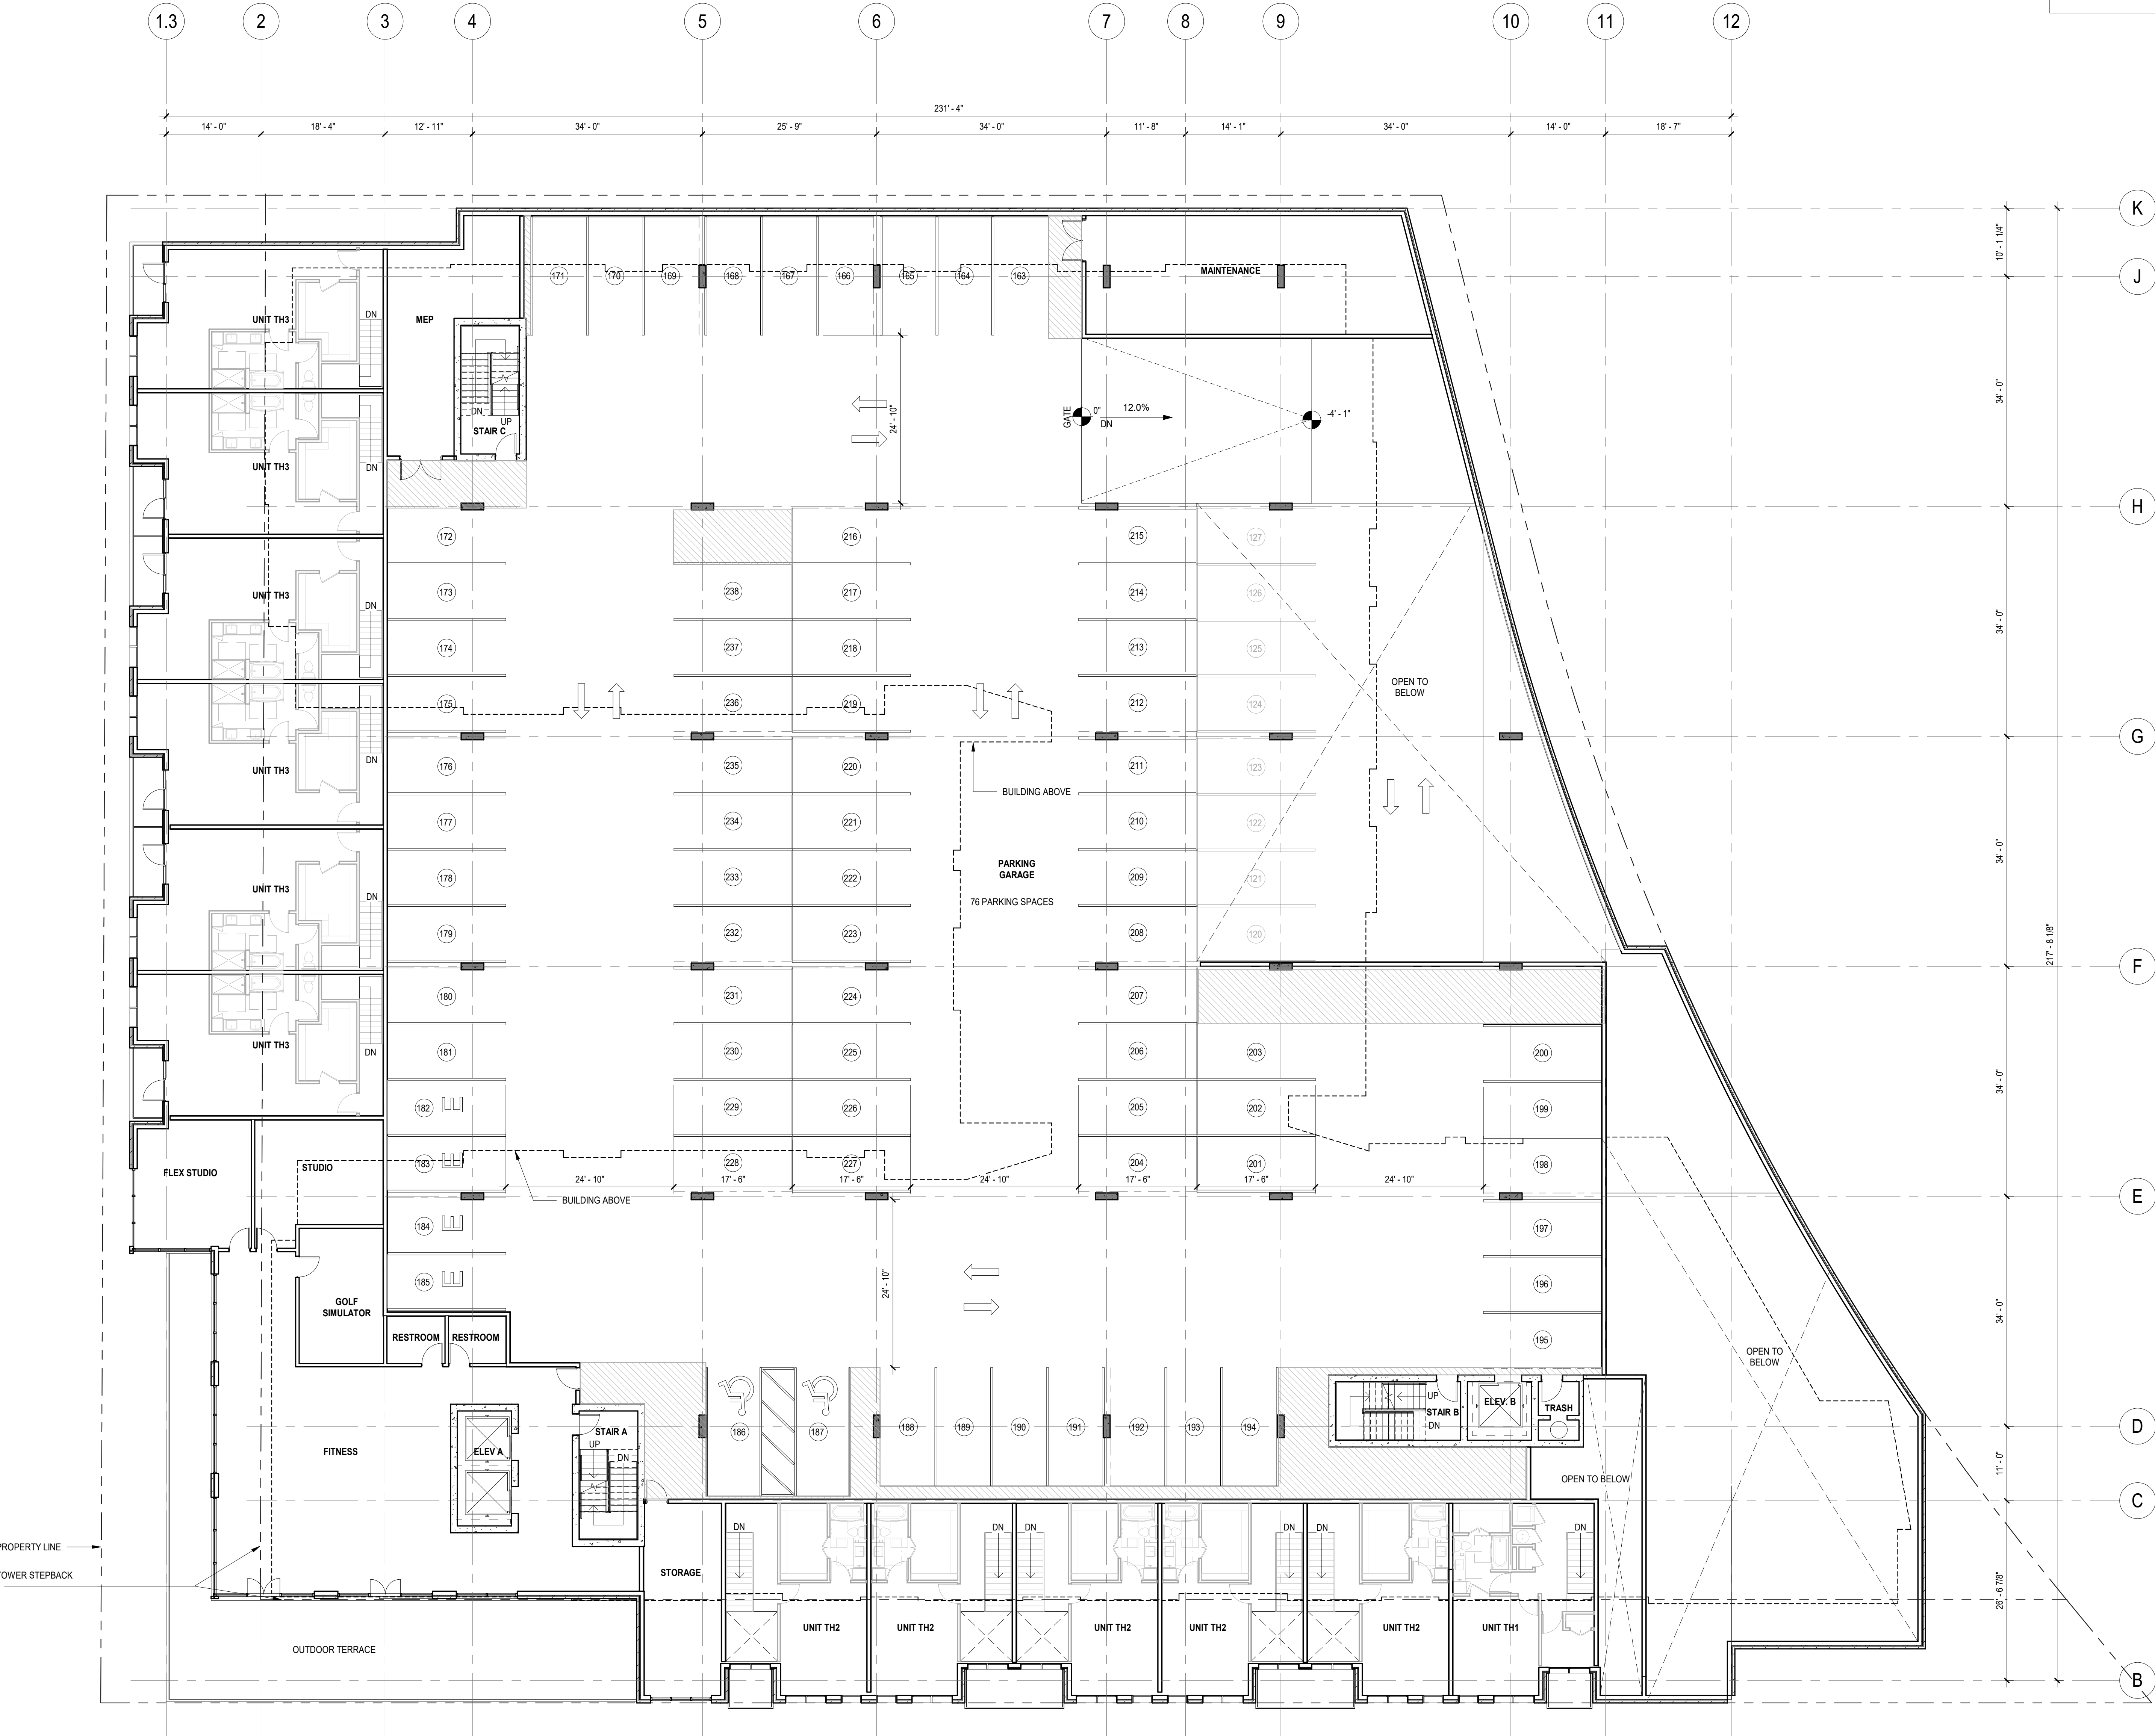 1.3 2 3 4 5 6 7 8 9 10 11 12
231' - 4"
14' - 0" 18' - 4" 12' - 11" 34' - 0" 25' - 9" 34' - 0" 11' - 8" 14' - 1" 34' - 0" 14' - 0" 18' - 7"
K
10' - 1 1/4"
J
34' - 0"
H
34' - 0"
G
34' - 0"
217' - 8 1/8"
F
34' - 0"
E
34' - 0"
D
11' - 0"
C
26' - 6 7/8"
B
171 170 169 168 167 166 165 164 163
MAINTENANCE
UNIT TH3
DN
MEP
DN
UP
STAIR C
24' - 10"
GATE
0"
DN
12.0%
-4' - 1"
UNIT TH3
DN
172 216 215 127
UNIT TH3
DN
173 238 217 214 126
174 237 218 213 125
175 236 219 212 124
OPEN TO
BELOW
UNIT TH3
DN
176 235 220 211 123
BUILDING ABOVE
177 234 221 210 122
PARKING
GARAGE
76 PARKING SPACES
UNIT TH3
DN
178 233 222 209 121
179 232 223 208 120
180 231 224 207
UNIT TH3
DN
181 230 225 206 203 200
182 E 229 226 205 202 199
183 E 228 227 204 201 198
FLEX STUDIO
STUDIO
24' - 10" 17' - 6" 17' - 6" 24' - 10" 17' - 6" 17' - 6" 24' - 10"
BUILDING ABOVE
184 E 197
185 E 196
24' - 10"
GOLF
SIMULATOR
RESTROOM RESTROOM
195
OPEN TO
BELOW
186 187 188 189 190 191 192 193 194
FITNESS
ELEV A
STAIR A
UP
DN
STAIR B
UP
DN
ELEV. B
TRASH
OPEN TO BELOW
PROPERTY LINE
TOWER STEPBACK
STORAGE
DN DN DN DN DN DN
UNIT TH2 UNIT TH2 UNIT TH2 UNIT TH2 UNIT TH2 UNIT TH1
OUTDOOR TERRACE